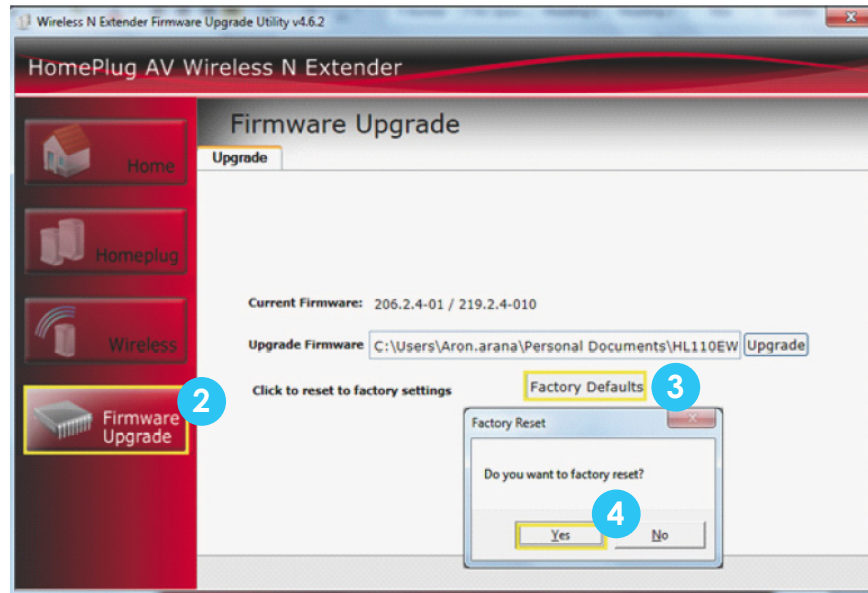 Wireless N Extender Firmware Upgrade Utility v4.6.2
HomePlug AV Wireless N Extender
Firmware Upgrade
Upgrade
Home
Homeplug
Wireless
Firmware
Upgrade
2
Current Firmware: 206.2.4-01 / 219.2.4-010
Upgrade Firmware C:\Users\Aron.arana\Personal Documents\HL110EW Upgrade
Click to reset to factory settings Factory Defaults 3
Factory Reset
Do you want to factory reset?
4
Yes No